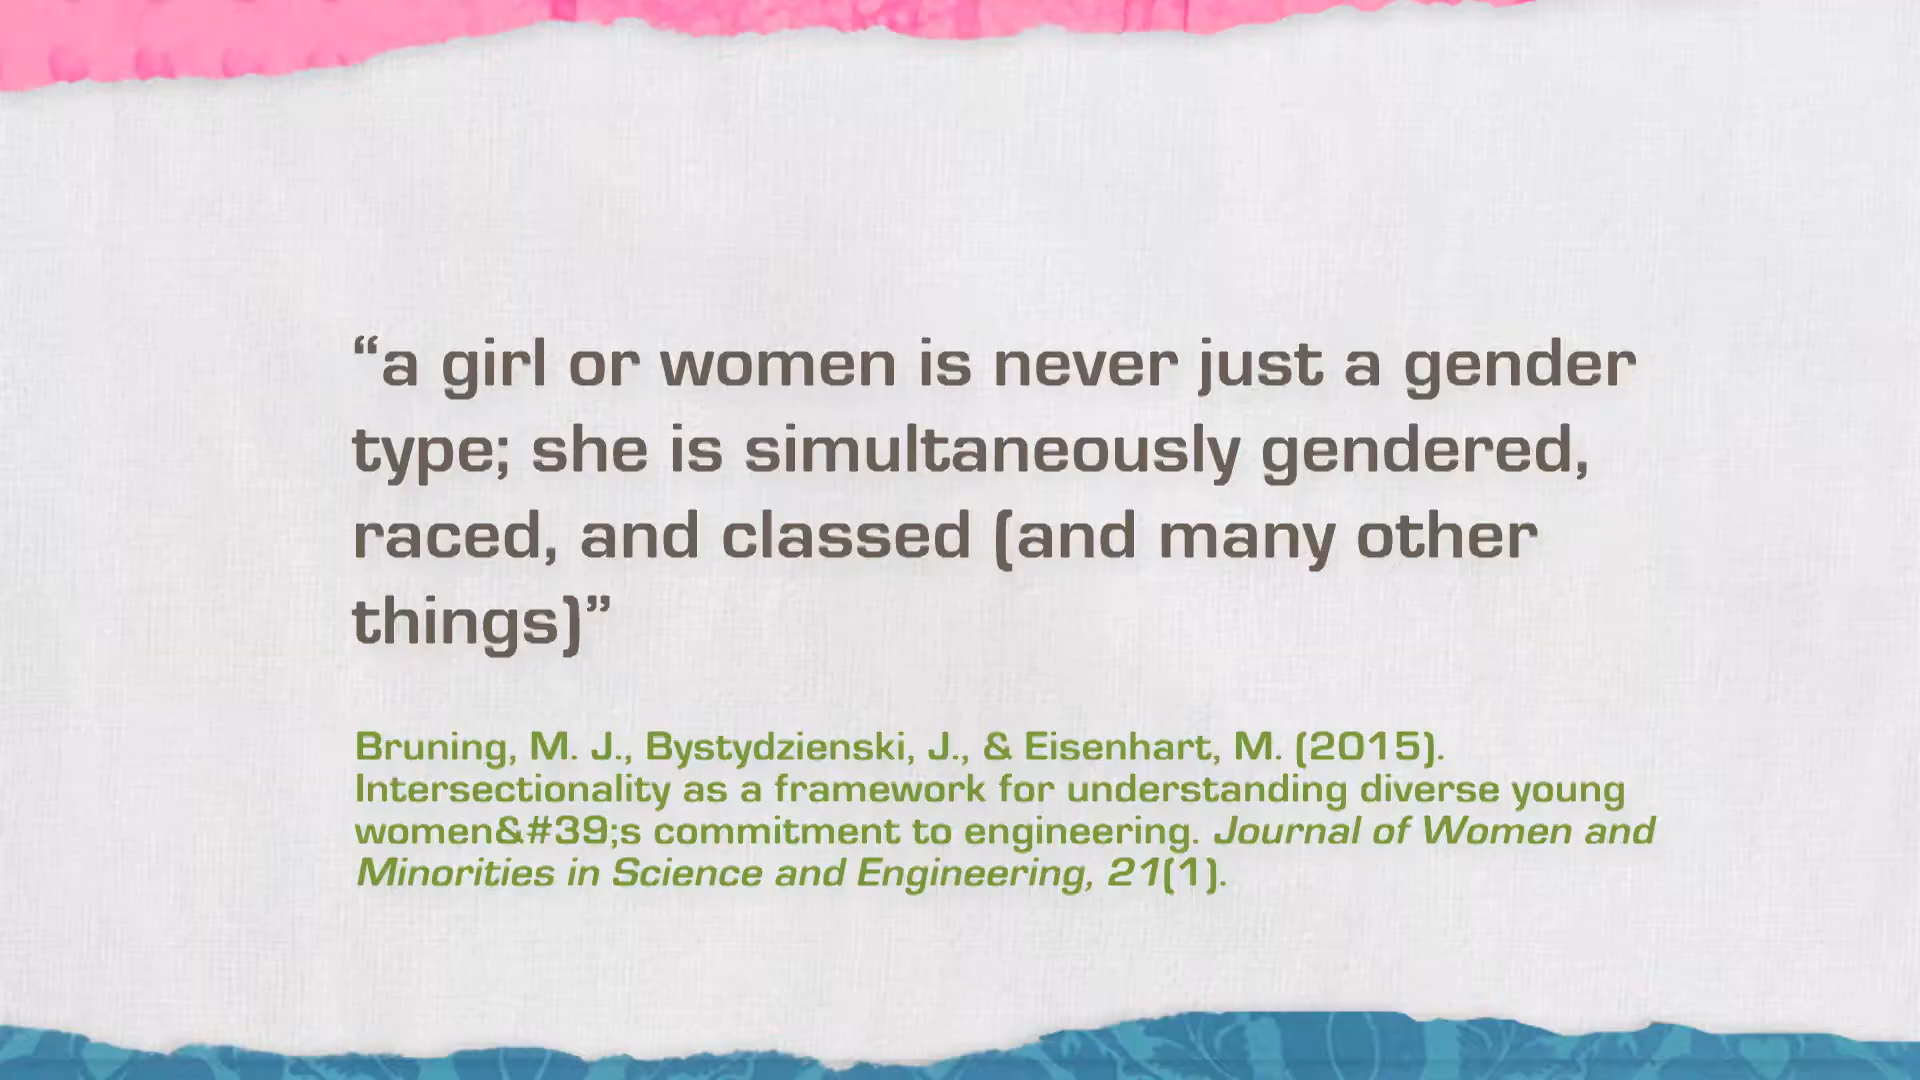 “a girl or women is never just a gender
type; she is simultaneously gendered,
raced, and classed (and many other
things)”
Bruning, M. J., Bystydzienski, J., & Eisenhart, M. (2015).
Intersectionality as a framework for understanding diverse young
women&#39;s commitment to engineering. Journal of Women and
Minorities in Science and Engineering, 21(1).